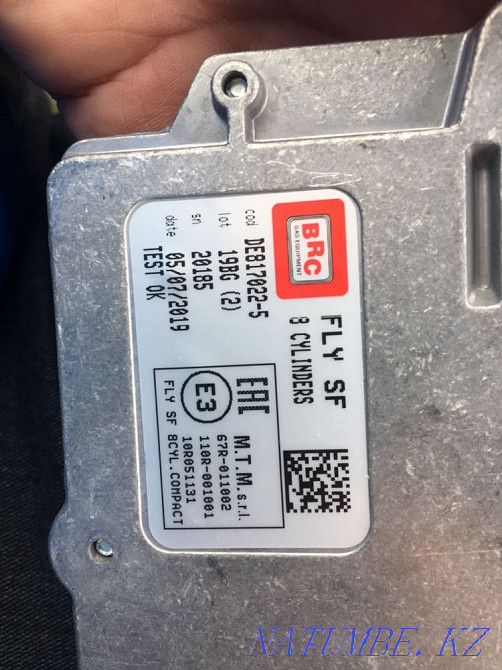 BRC
GAS EQUIPMENT
FLY SF
8 CYLINDERS
cod DE817022-5
lot 19BG (2)
sn 20185
date 05/07/2019
TEST OK
EAC M.T.M. s.r.l.
E3
67R-011002
110R-001001
10R051131
FLY SF 8CYL.COMPACT
NATUMBE.KZ